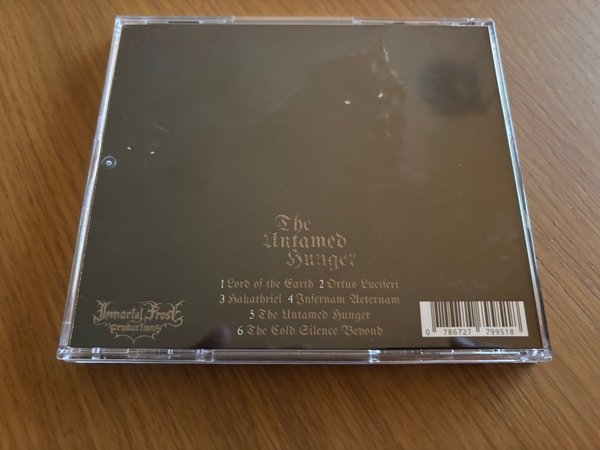 The
Untamed
Hunger
1 Lord of the Earth 2 Ortus Luciferi
3 Hakathriel 4 Infernam Aeternam
5 The Untamed Hunger
6 The Cold Silence Beyond
Immortal Frost
productions
0 786727 799518